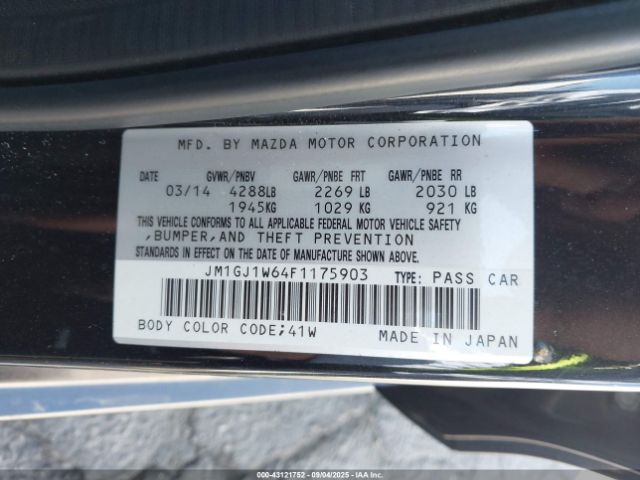 MFD. BY MAZDA MOTOR CORPORATION
DATE GVWR/PNBV GAWR/PNBE FRT GAWR/PNBE RR
03/14 4288LB 2269 LB 2030 LB
1945KG 1029 KG 921 KG
THIS VEHICLE CONFORMS TO ALL APPLICABLE FEDERAL MOTOR VEHICLE SAFETY
,BUMPER,AND THEFT PREVENTION
STANDARDS IN EFFECT ON THE DATE OF MANUFACTURE SHOWN ABOVE.
JM1GJ1W64F1175903 TYPE: PASS CAR
BODY COLOR CODE;41W MADE IN JAPAN
000-43121752 - 09/04/2025 - IAA Inc.